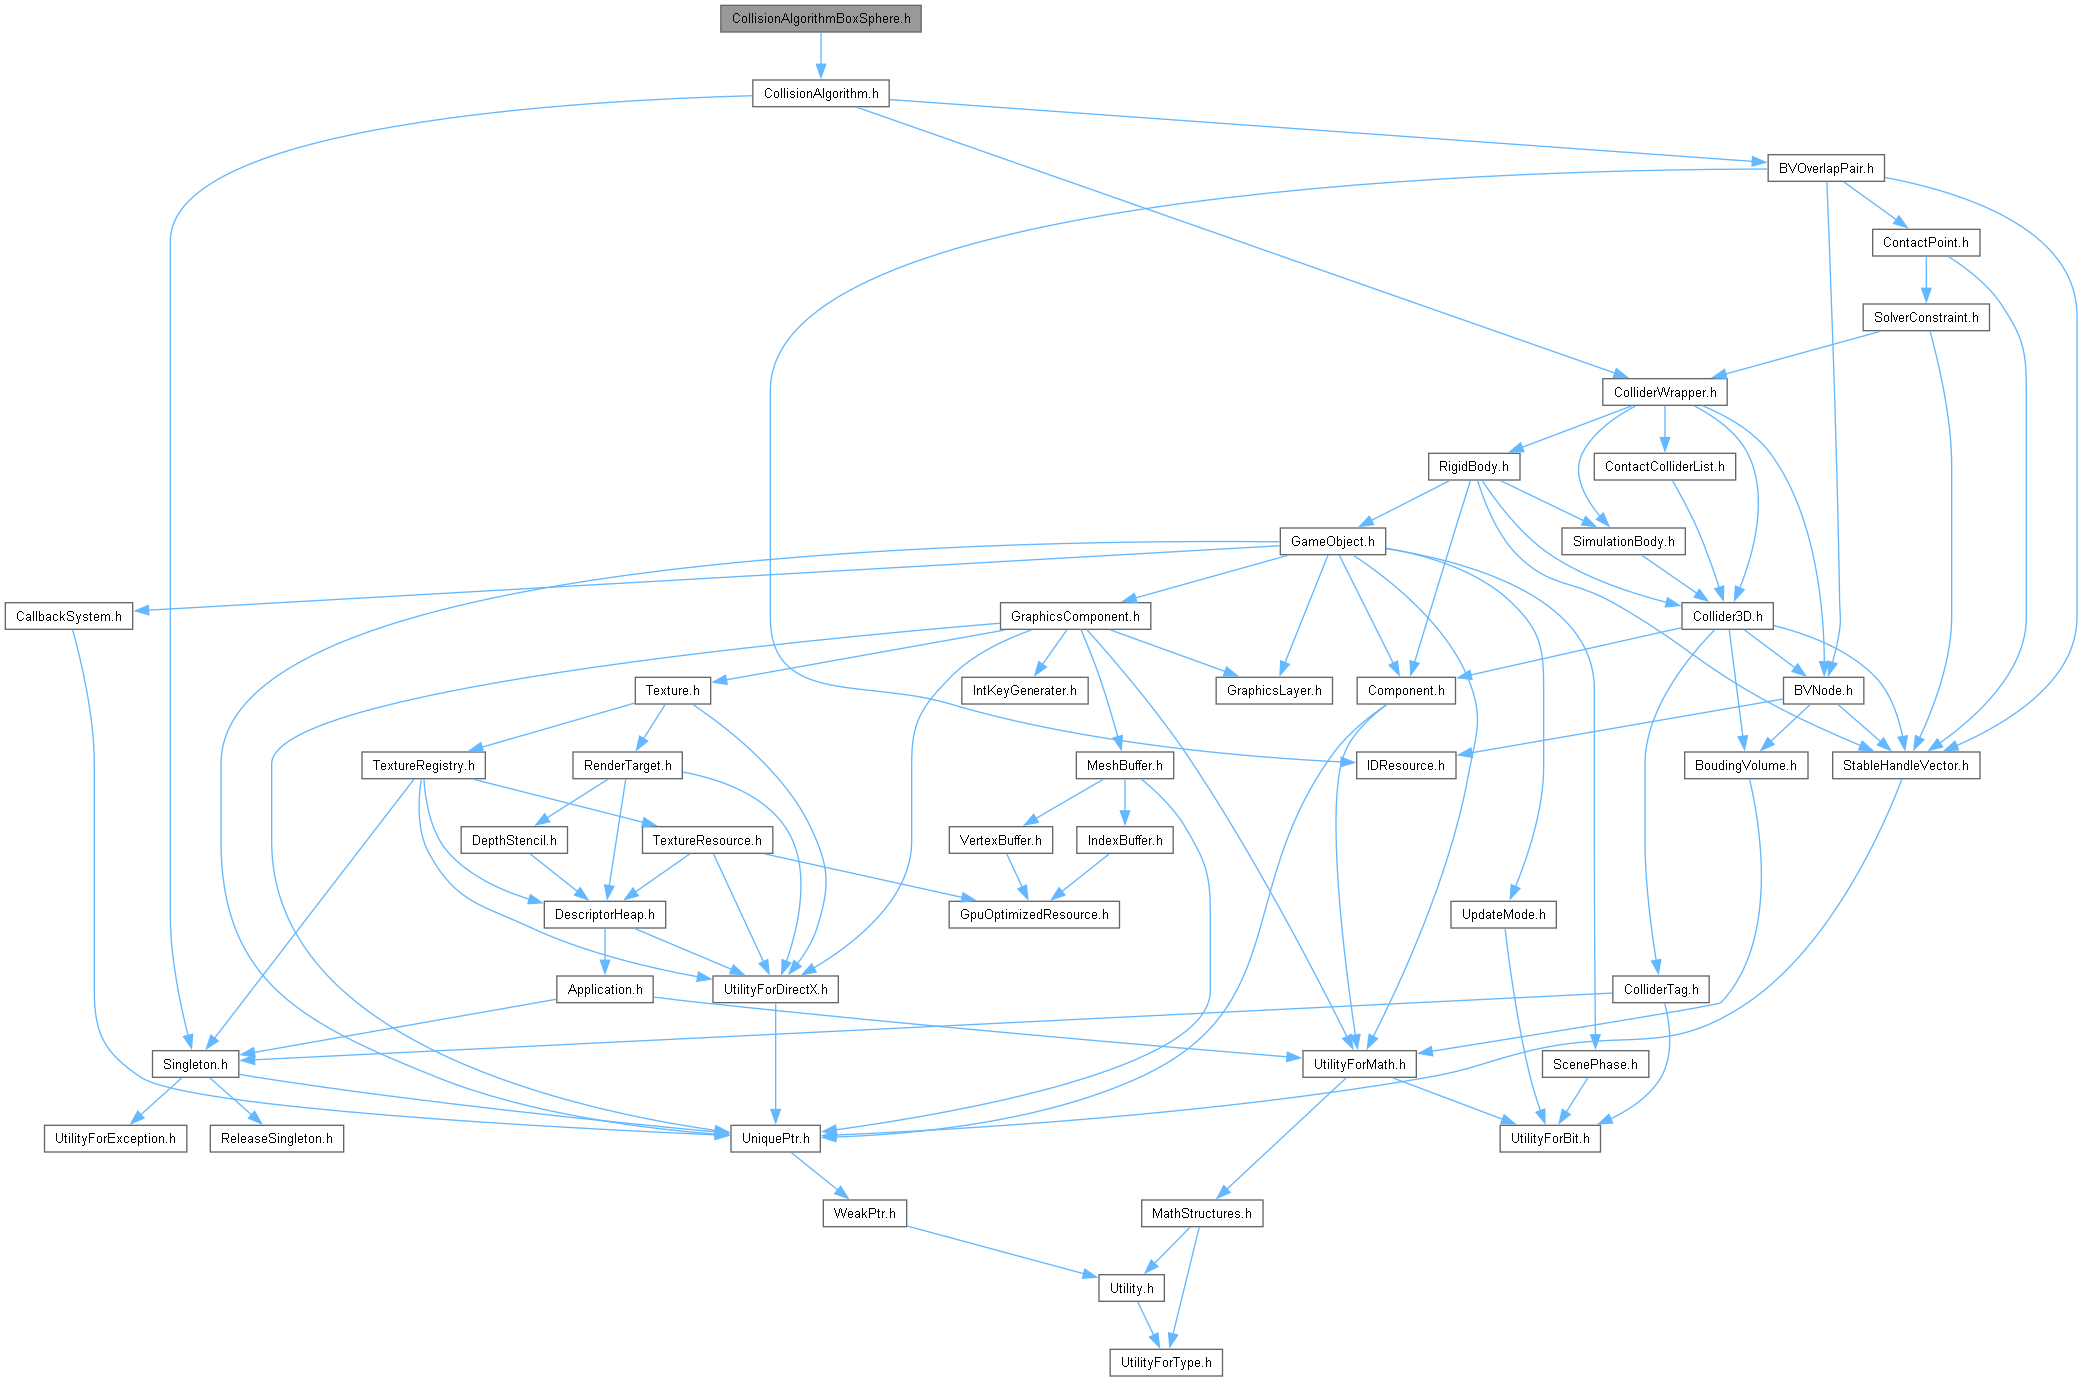 CollisionAlgorithmBoxSphere.h
CollisionAlgorithm.h
BVOverlapPair.h
ContactPoint.h
SolverConstraint.h
ColliderWrapper.h
RigidBody.h
ContactColliderList.h
GameObject.h
SimulationBody.h
CallbackSystem.h
GraphicsComponent.h
Collider3D.h
Texture.h
IntKeyGenerater.h
GraphicsLayer.h
Component.h
BVNode.h
TextureRegistry.h
RenderTarget.h
MeshBuffer.h
IDResource.h
BoudingVolume.h
StableHandleVector.h
DepthStencil.h
TextureResource.h
VertexBuffer.h
IndexBuffer.h
DescriptorHeap.h
GpuOptimizedResource.h
UpdateMode.h
Application.h
UtilityForDirectX.h
ColliderTag.h
Singleton.h
UtilityForMath.h
ScenePhase.h
UtilityForException.h
ReleaseSingleton.h
UniquePtr.h
UtilityForBit.h
WeakPtr.h
MathStructures.h
Utility.h
UtilityForType.h